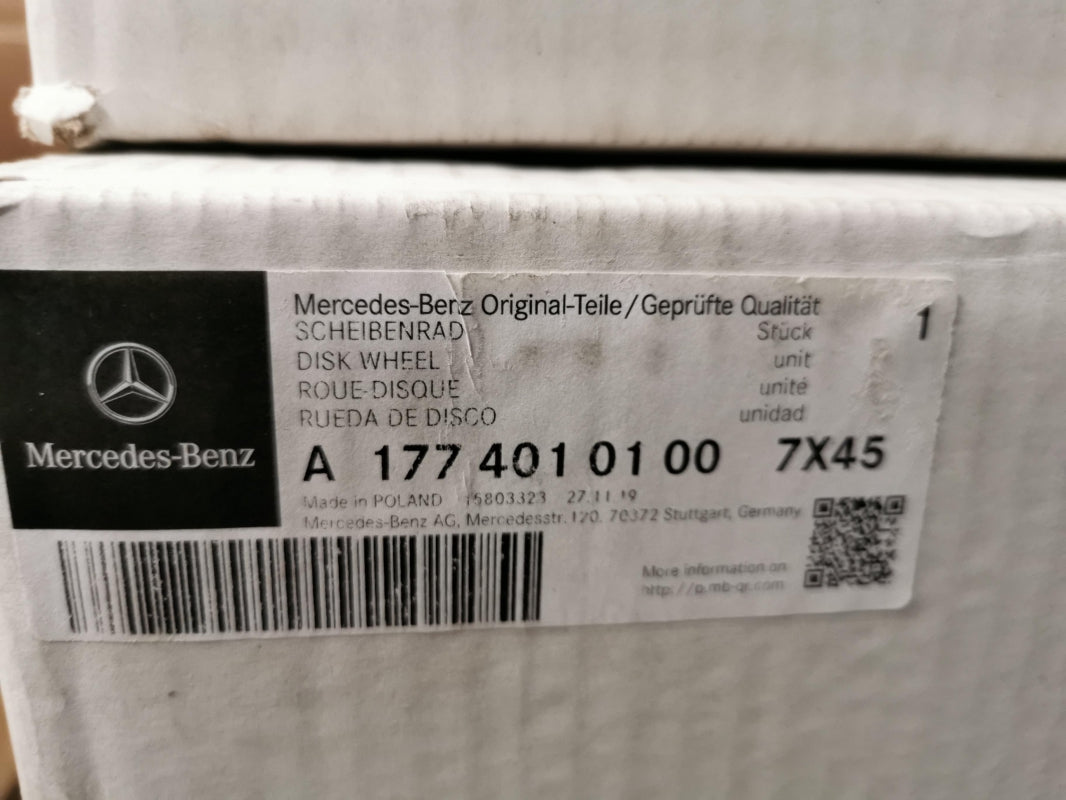 Mercedes-Benz Original-Teile/Geprüfte Qualität 1
SCHEIBENRAD Stück
DISK WHEEL unit
ROUE-DISQUE unité
RUEDA DE DISCO unidad
A 177 401 01 00 7X45
Made in POLAND 15803323 27.11.19
Mercedes-Benz AG, Mercedesstr. 120, 70372 Stuttgart, Germany
More information on
http://p.mb-qr.com
Mercedes-Benz